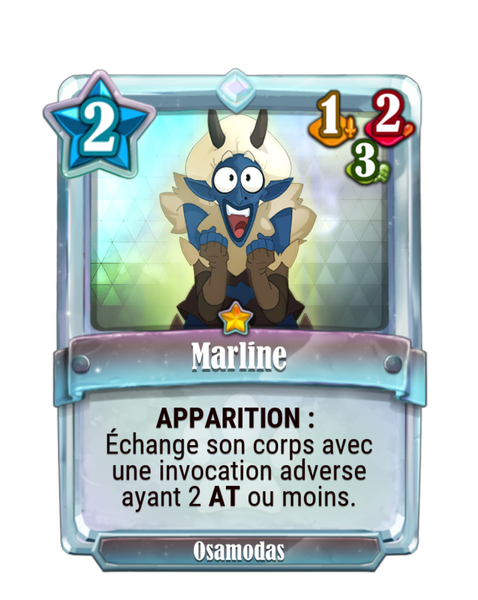 2
1
2
3
Marline
APPARITION :
Échange son corps avec
une invocation adverse
ayant 2 AT ou moins.
Osamodas